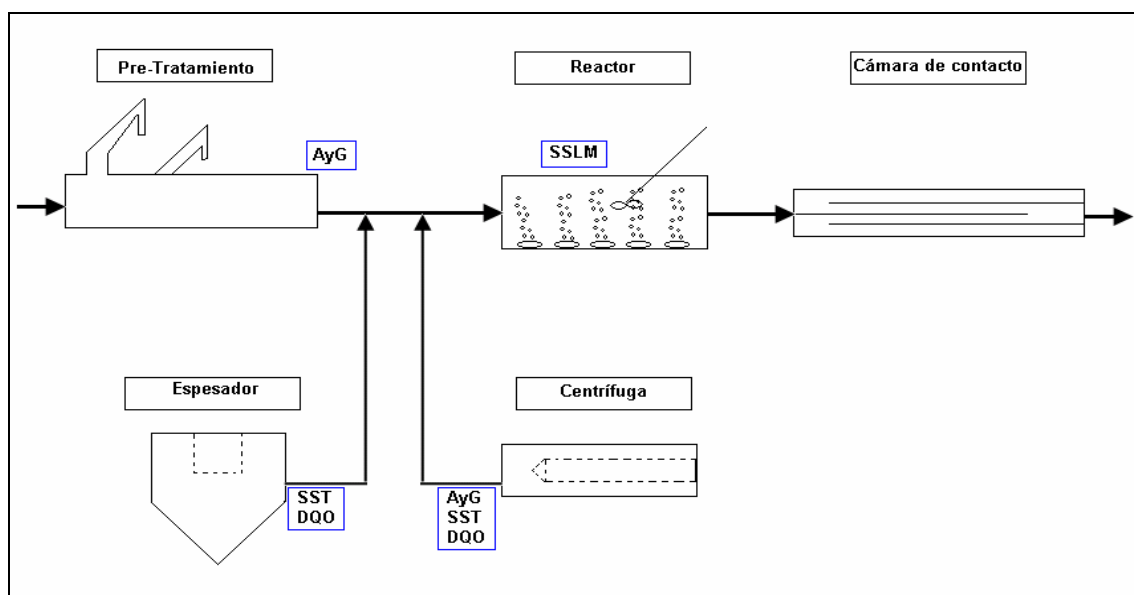 Pre-Tratamiento
Reactor
Cámara de contacto
AyG
SSLM
Espesador
Centrífuga
SST
DQO
AyG
SST
DQO